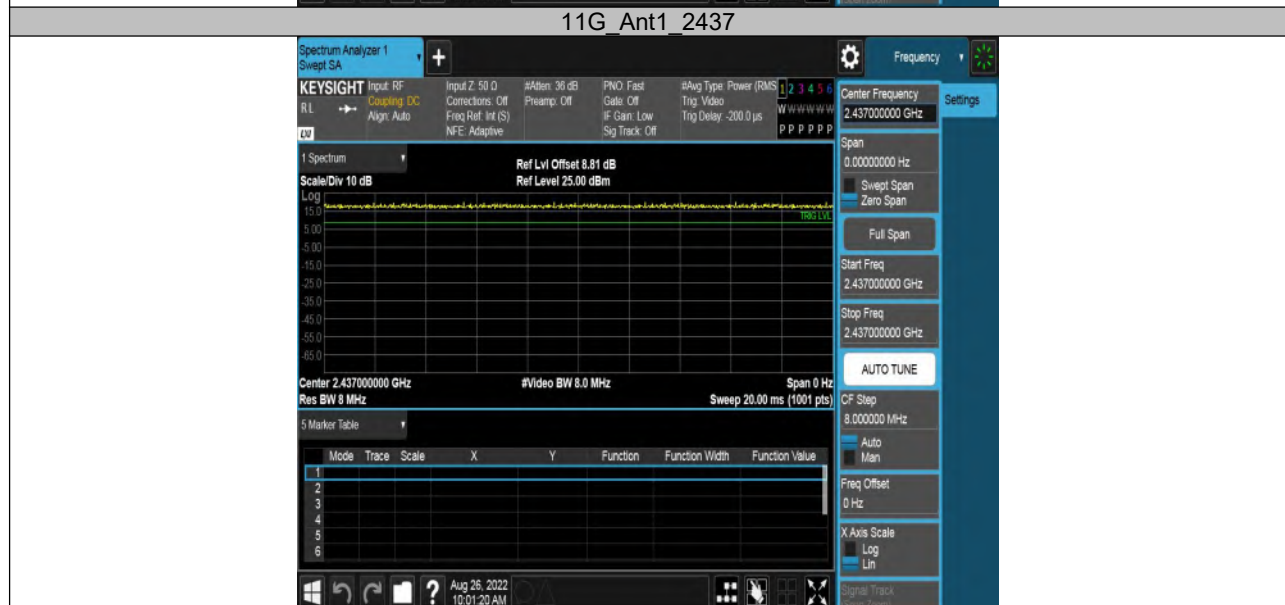 11G_Ant1_2437
Spectrum Analyzer 1
Swept SA
+
Frequency
KEYSIGHT
RL
LXI
Input: RF
Coupling: DC
Align: Auto
Input Z: 50 Ω
Corrections: Off
Freq Ref: Int (S)
NFE: Adaptive
#Atten: 36 dB
Preamp: Off
PNO: Fast
Gate: Off
IF Gain: Low
Sig Track: Off
#Avg Type: Power (RMS
Trig: Video
Trig Delay: -200.0 µs
1 2 3 4 5 6
W W W W W W
P P P P P P
Center Frequency
2.437000000 GHz
Settings
1 Spectrum
Scale/Div 10 dB
Ref Lvl Offset 8.81 dB
Ref Level 25.00 dBm
Log
15.0
5.00
-5.00
-15.0
-25.0
-35.0
-45.0
-55.0
-65.0
TRIG LVL
Center 2.437000000 GHz
#Video BW 8.0 MHz
Span 0 Hz
Res BW 8 MHz
Sweep 20.00 ms (1001 pts)
Span
0.00000000 Hz
Swept Span
Zero Span
Full Span
Start Freq
2.437000000 GHz
Stop Freq
2.437000000 GHz
AUTO TUNE
CF Step
8.000000 MHz
Auto
Man
Freq Offset
0 Hz
X Axis Scale
Log
Lin
Signal Track
5 Marker Table
Mode Trace Scale X Y Function Function Width Function Value
1
2
3
4
5
6
?
Aug 26, 2022
10:01:20 AM